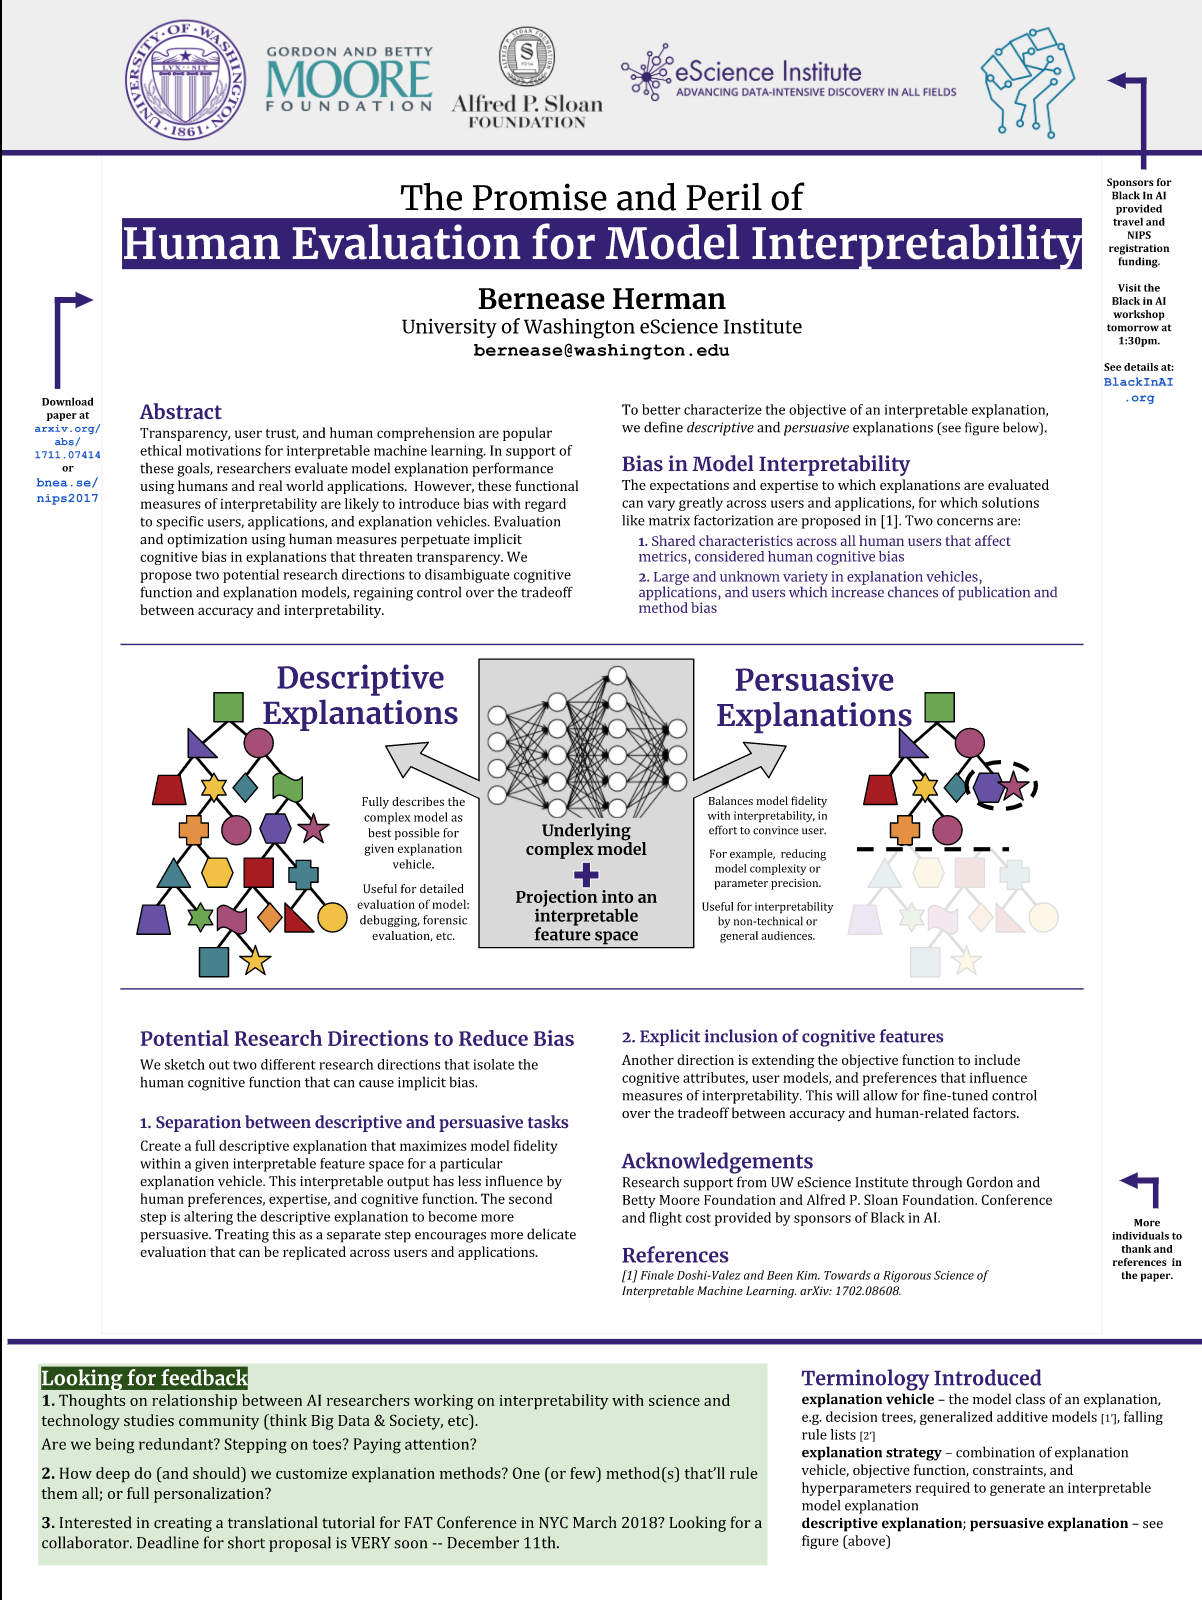 UNIVERSITY OF WASHINGTON
LVX SIT
1861
GORDON AND BETTY
MOORE
FOUNDATION
ALFRED P. SLOAN FOUNDATION
1934
Alfred P. Sloan
FOUNDATION
eScience Institute
ADVANCING DATA-INTENSIVE DISCOVERY IN ALL FIELDS
Sponsors for
Black In AI
provided
travel and
NIPS
registration
funding.
Visit the
Black in AI
workshop
tomorrow at
1:30pm.
See details at:
BlackInAI
.org
The Promise and Peril of
Human Evaluation for Model Interpretability
Bernease Herman
University of Washington eScience Institute
bernease@washington.edu
Download
paper at
arxiv.org/
abs/
1711.07414
or
bnea.se/
nips2017
Abstract
Transparency, user trust, and human comprehension are popular
ethical motivations for interpretable machine learning. In support of
these goals, researchers evaluate model explanation performance
using humans and real world applications.  However, these functional
measures of interpretability are likely to introduce bias with regard
to specific users, applications, and explanation vehicles. Evaluation
and optimization using human measures perpetuate implicit
cognitive bias in explanations that threaten transparency. We
propose two potential research directions to disambiguate cognitive
function and explanation models, regaining control over the tradeoff
between accuracy and interpretability.
To better characterize the objective of an interpretable explanation,
we define descriptive and persuasive explanations (see figure below).
Bias in Model Interpretability
The expectations and expertise to which explanations are evaluated
can vary greatly across users and applications, for which solutions
like matrix factorization are proposed in [1]. Two concerns are:
1. Shared characteristics across all human users that affect
metrics, considered human cognitive bias
2. Large and unknown variety in explanation vehicles,
applications, and users which increase chances of publication and
method bias
Descriptive
Explanations
Fully describes the
complex model as
best possible for
given explanation
vehicle.
Useful for detailed
evaluation of model:
debugging, forensic
evaluation, etc.
Underlying
complex model
Projection into an
interpretable
feature space
Persuasive
Explanations
Balances model fidelity
with interpretability, in
effort to convince user.
For example,  reducing
model complexity or
parameter precision.
Useful for interpretability
by non-technical or
general audiences.
Potential Research Directions to Reduce Bias
We sketch out two different research directions that isolate the
human cognitive function that can cause implicit bias.
1. Separation between descriptive and persuasive tasks
Create a full descriptive explanation that maximizes model fidelity
within a given interpretable feature space for a particular
explanation vehicle. This interpretable output has less influence by
human preferences, expertise, and cognitive function. The second
step is altering the descriptive explanation to become more
persuasive. Treating this as a separate step encourages more delicate
evaluation that can be replicated across users and applications.
2. Explicit inclusion of cognitive features
Another direction is extending the objective function to include
cognitive attributes, user models, and preferences that influence
measures of interpretability. This will allow for fine-tuned control
over the tradeoff between accuracy and human-related factors.
Acknowledgements
Research support from UW eScience Institute through Gordon and
Betty Moore Foundation and Alfred P. Sloan Foundation. Conference
and flight cost provided by sponsors of Black in AI.
References
[1] Finale Doshi-Valez and Been Kim. Towards a Rigorous Science of
Interpretable Machine Learning. arXiv: 1702.08608.
More
individuals to
thank and
references  in
the paper.
Looking for feedback
1. Thoughts on relationship between AI researchers working on interpretability with science and
technology studies community (think Big Data & Society, etc).
Are we being redundant? Stepping on toes? Paying attention?
2. How deep do (and should) we customize explanation methods? One (or few) method(s) that’ll rule
them all; or full personalization?
3. Interested in creating a translational tutorial for FAT Conference in NYC March 2018? Looking for a
collaborator. Deadline for short proposal is VERY soon -- December 11th.
Terminology Introduced
explanation vehicle – the model class of an explanation,
e.g. decision trees, generalized additive models [1′], falling
rule lists [2′]
explanation strategy – combination of explanation
vehicle, objective function, constraints, and
hyperparameters required to generate an interpretable
model explanation
descriptive explanation; persuasive explanation – see
figure (above)